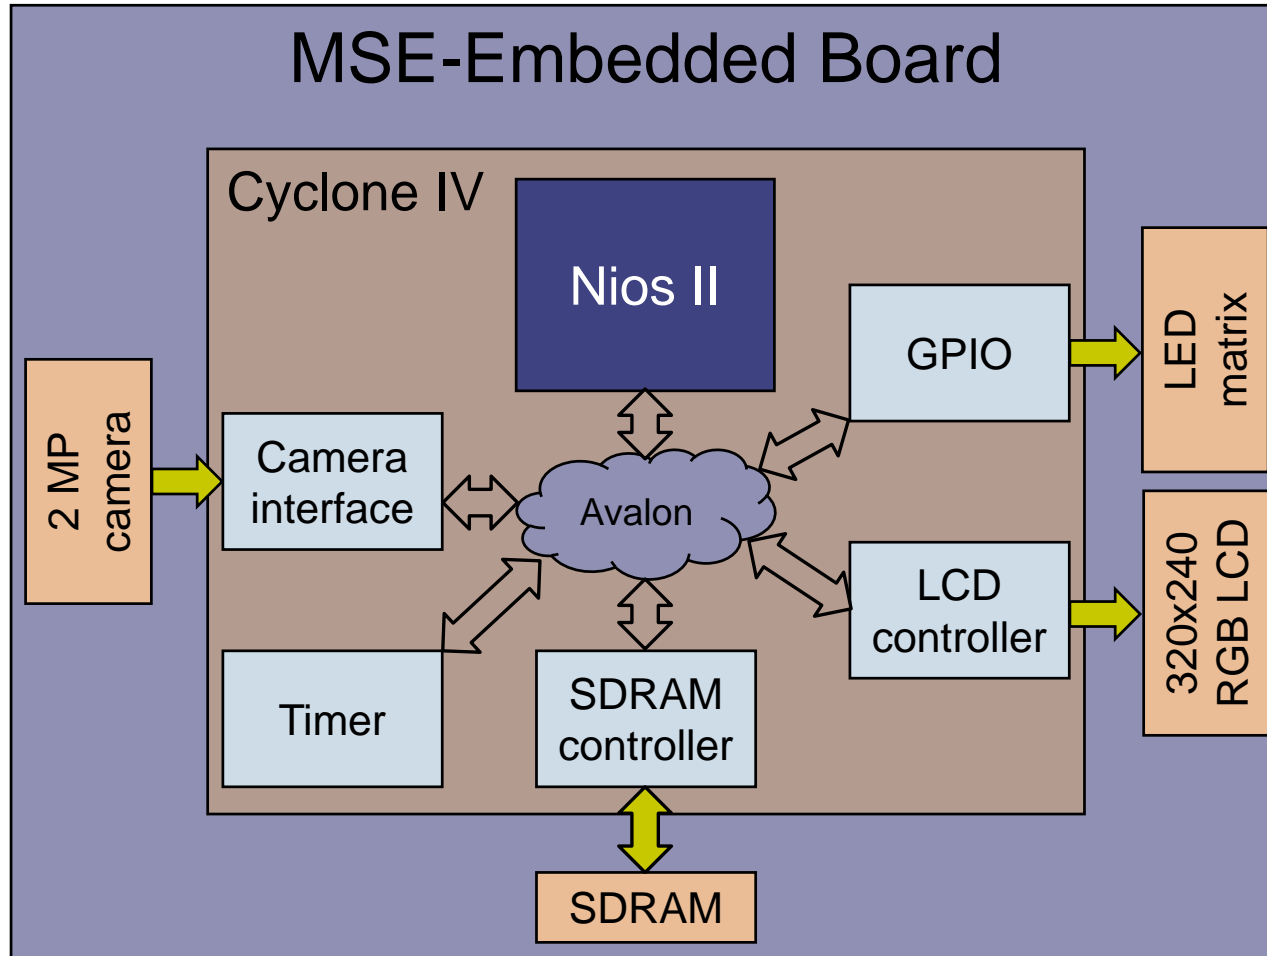 MSE-Embedded Board
Cyclone IV
Nios II
GPIO
LED
matrix
2 MP
camera
Camera
interface
Avalon
LCD
controller
320x240
RGB LCD
Timer
SDRAM
controller
SDRAM